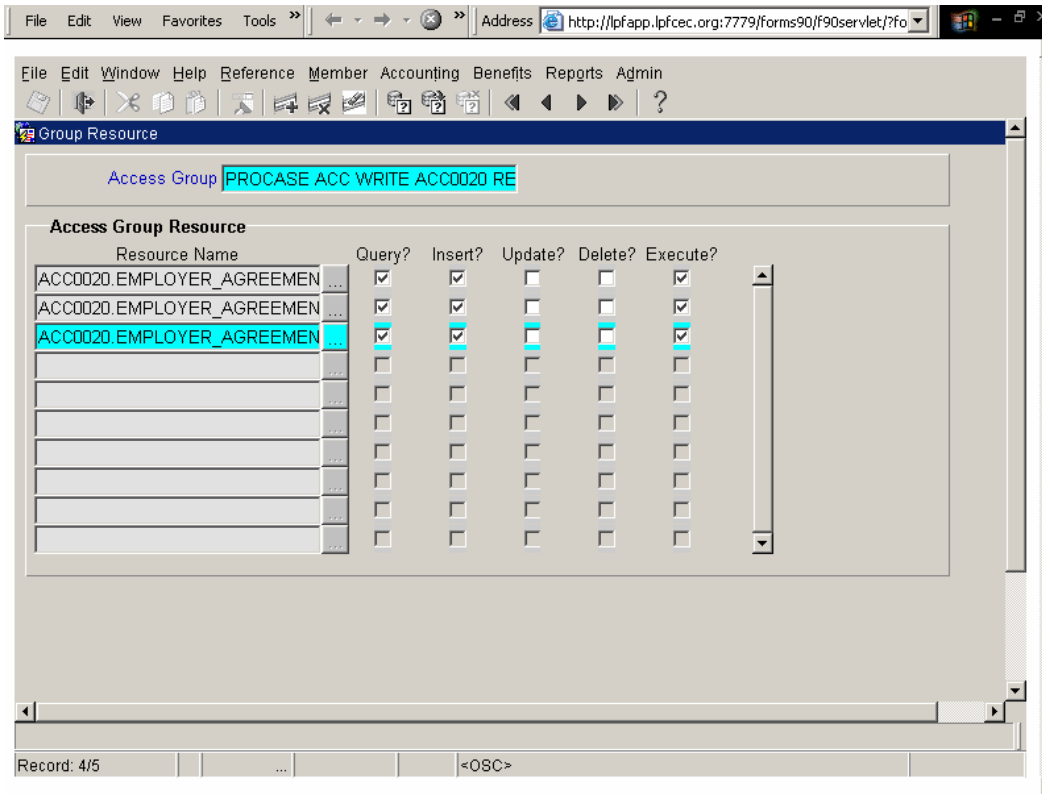 File Edit View Favorites Tools » » Address http://lpfapp.lpfcec.org:7779/forms90/f90servlet/?fo
File Edit Window Help Reference Member Accounting Benefits Reports Admin
Group Resource
Access Group PROCASE ACC WRITE ACC0020 RE
Access Group Resource
Resource Name Query? Insert? Update? Delete? Execute?
ACC0020.EMPLOYER_AGREEMEN ...
ACC0020.EMPLOYER_AGREEMEN ...
ACC0020.EMPLOYER_AGREEMEN ...
...
...
...
...
...
...
...
Record: 4/5 ... <OSC>